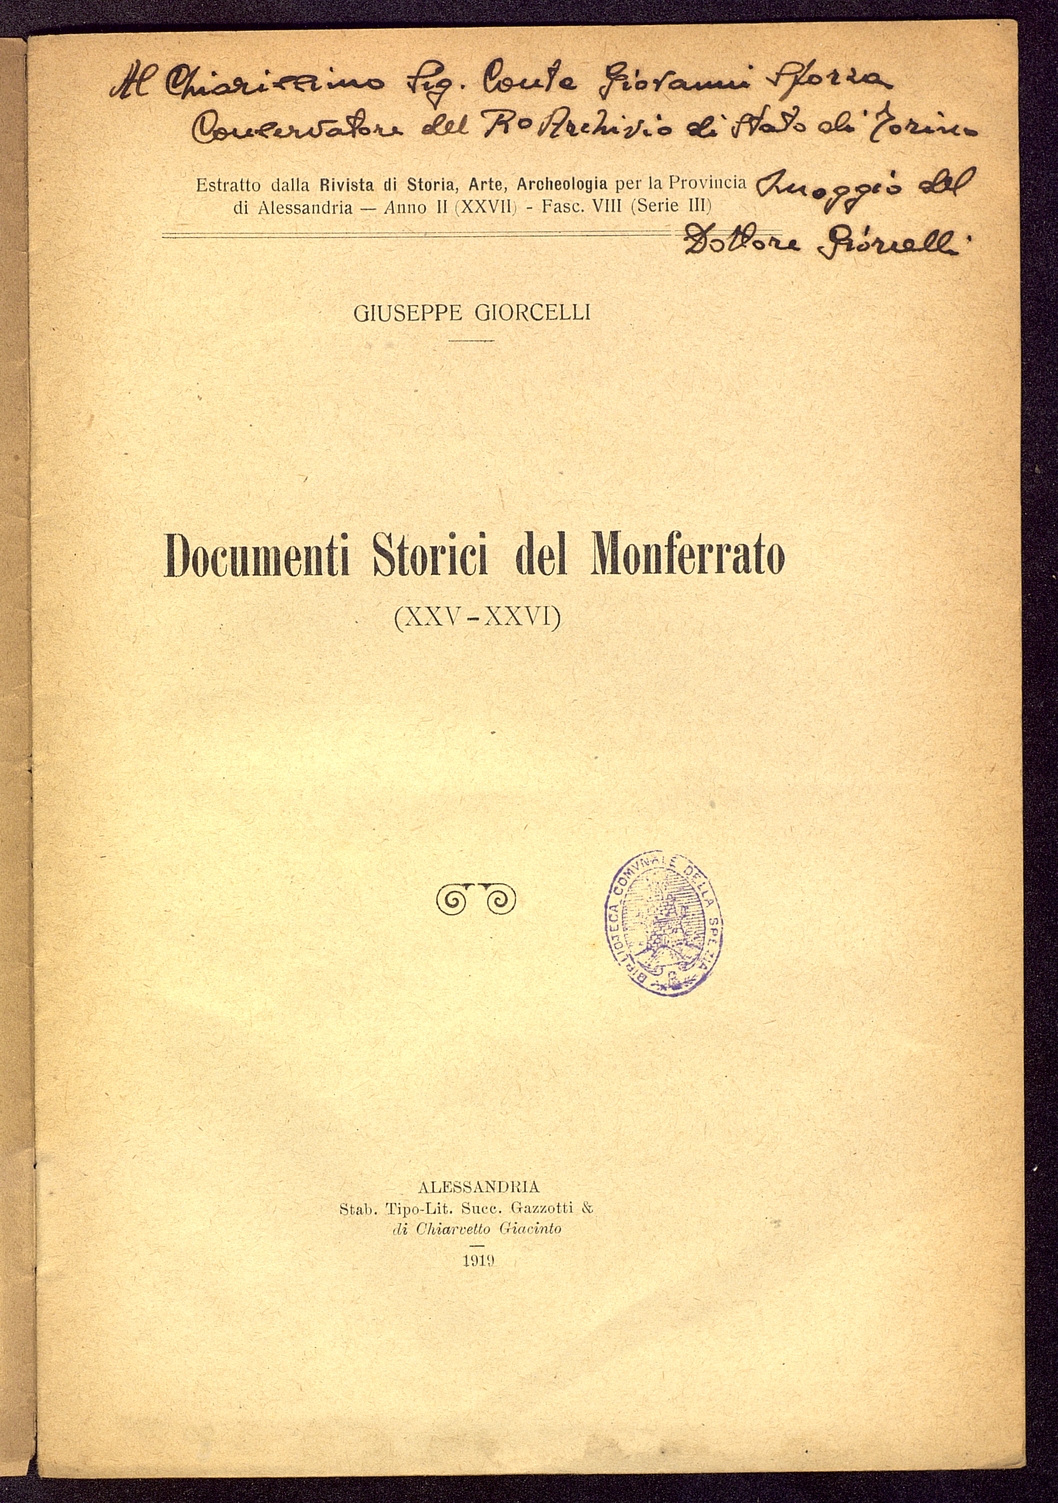 Al Chiarissimo Sig. Conte Giovanni Sforza
Conservatore del Ro Archivio di Stato di Torino
Omaggio del
Dottore Giorcelli
Estratto dalla Rivista di Storia, Arte, Archeologia per la Provincia
di Alessandria — Anno II (XXVII) - Fasc. VIII (Serie III)
GIUSEPPE GIORCELLI
Documenti Storici del Monferrato
(XXV-XXVI)
BIBLIOTECA COMVNALE DELLA SPEZIA
ALESSANDRIA
Stab. Tipo-Lit. Succ. Gazzotti &
di Chiarvetto Giacinto
1919